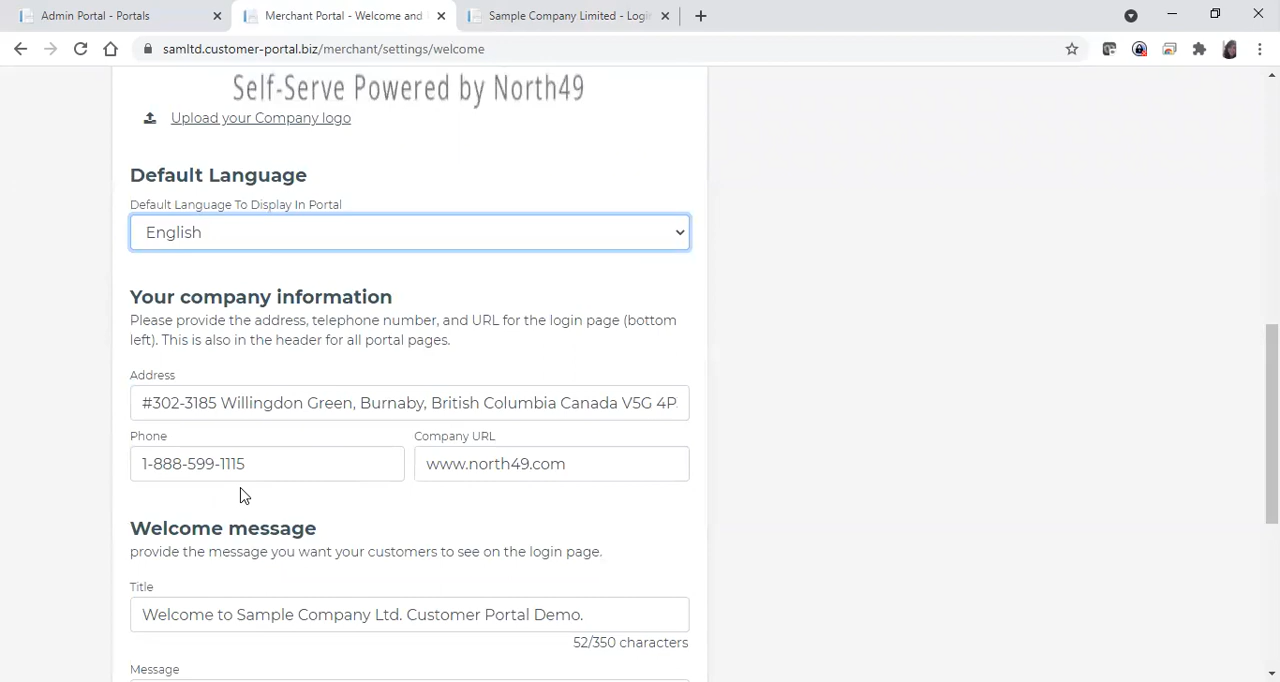 Admin Portal - Portals
Merchant Portal - Welcome and
Sample Company Limited - Logi
samltd.customer-portal.biz/merchant/settings/welcome
Self-Serve Powered by North49
Upload your Company logo
Default Language
Default Language To Display In Portal
English
Your company information
Please provide the address, telephone number, and URL for the login page (bottom
left). This is also in the header for all portal pages.
Address
#302-3185 Willingdon Green, Burnaby, British Columbia Canada V5G 4P
Phone
Company URL
1-888-599-1115
www.north49.com
Welcome message
provide the message you want your customers to see on the login page.
Title
Welcome to Sample Company Ltd. Customer Portal Demo.
52/350 characters
Message